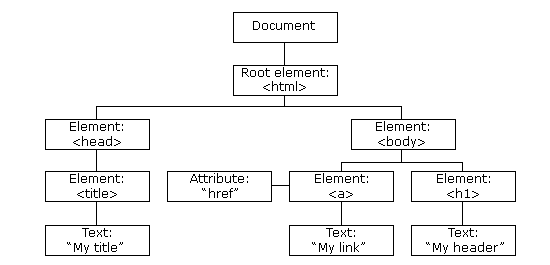 Document
Root element:
<html>
Element:
<head>
Element:
<body>
Element:
<title>
Attribute:
“href”
Element:
<a>
Element:
<h1>
Text:
“My title”
Text:
“My link”
Text:
“My header”